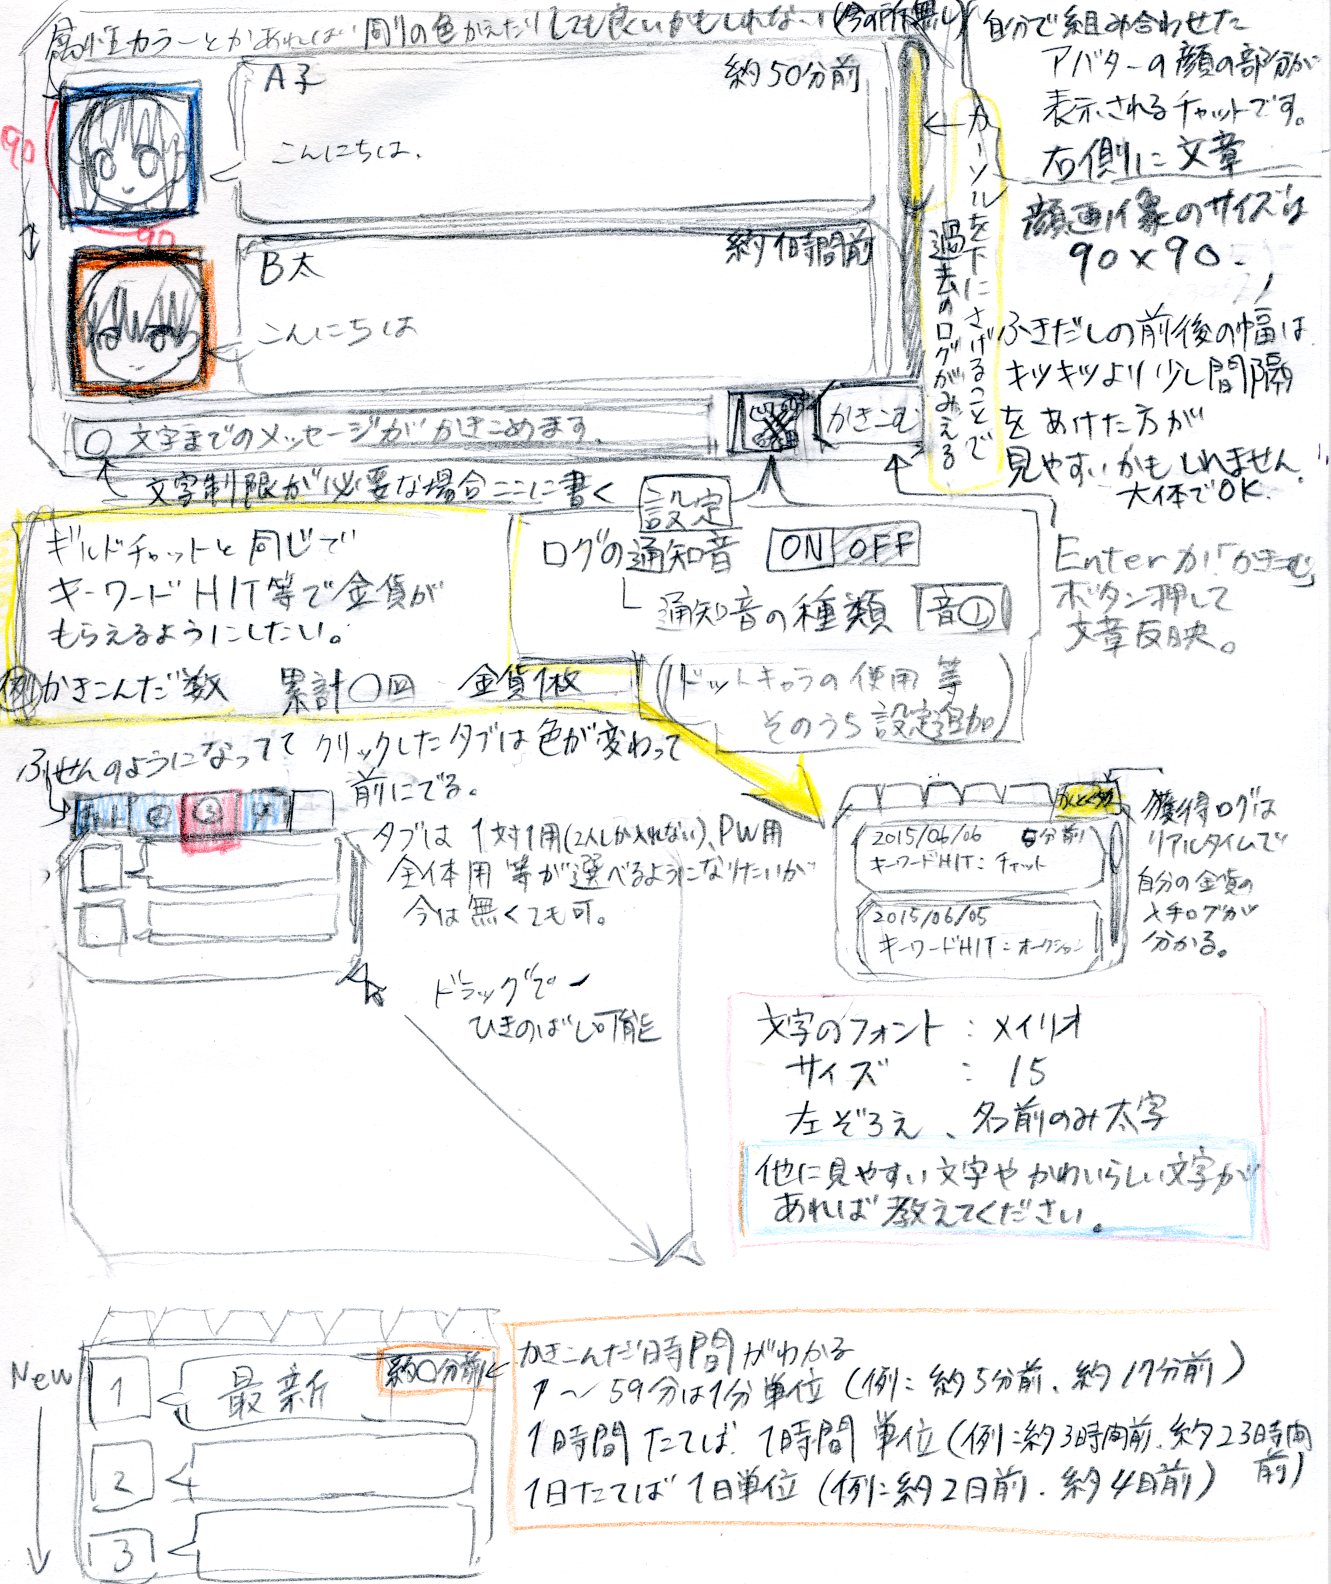 属性カラーとかあれば周りの色かえたりしても良いかもしれない(今の所無し)
自分で組み合わせた
アバターの顔の部分が
表示されるチャットです。
右側に文章
顔画像のサイズは
90×90
ふきだしの前後の幅は
キツキツより少し間隔
をあけた方が
見やすいかもしれません。
大体でOK.
A子
約50分前
こんにちは.
90
90
B太
約1時間前
こんにちは
カーソルを下にさげることで
過去のログがみえる
○文字までのメッセージがかきこめます.
かきこむ
文字制限が必要な場合ここに書く
ギルドチャットと同じで
キーワードHIT等で金貨が
もらえるようにしたい。
例 かきこんだ数 累計○回 金貨1枚
設定
ログの通知音 ON OFF
通知音の種類 音①
(ドットキャラの使用等
そのうち設定追加)
Enterか「かきこむ」
ボタン押して
文章反映。
ふせんのようになってて クリックしたタブは色が変わって
前にでる。
1 ② ③
タブは1対1用(2人しか入れない)、PW用
全体用等が選べるようになりたいが
今は無くても可。
ドラッグで
ひきのばし可能
2015/06/06 5分前
キーワードHIT:チャット
2015/06/05
キーワードHIT:オークション
獲得ログは
リアルタイムで
自分の金貨の
入手ログが
分かる。
文字のフォント:メイリオ
サイズ:15
左ぞろえ、名前のみ太字
他に見やすい文字やかわいらしい文字が
あれば教えてください。
New
1 最新 約○分前
2
3
かきこんだ時間がわかる
1〜59分は1分単位(例:約5分前、約17分前)
1時間たてば1時間単位(例:約3時間前、約23時間前)
1日たてば1日単位(例:約2日前、約4日前)